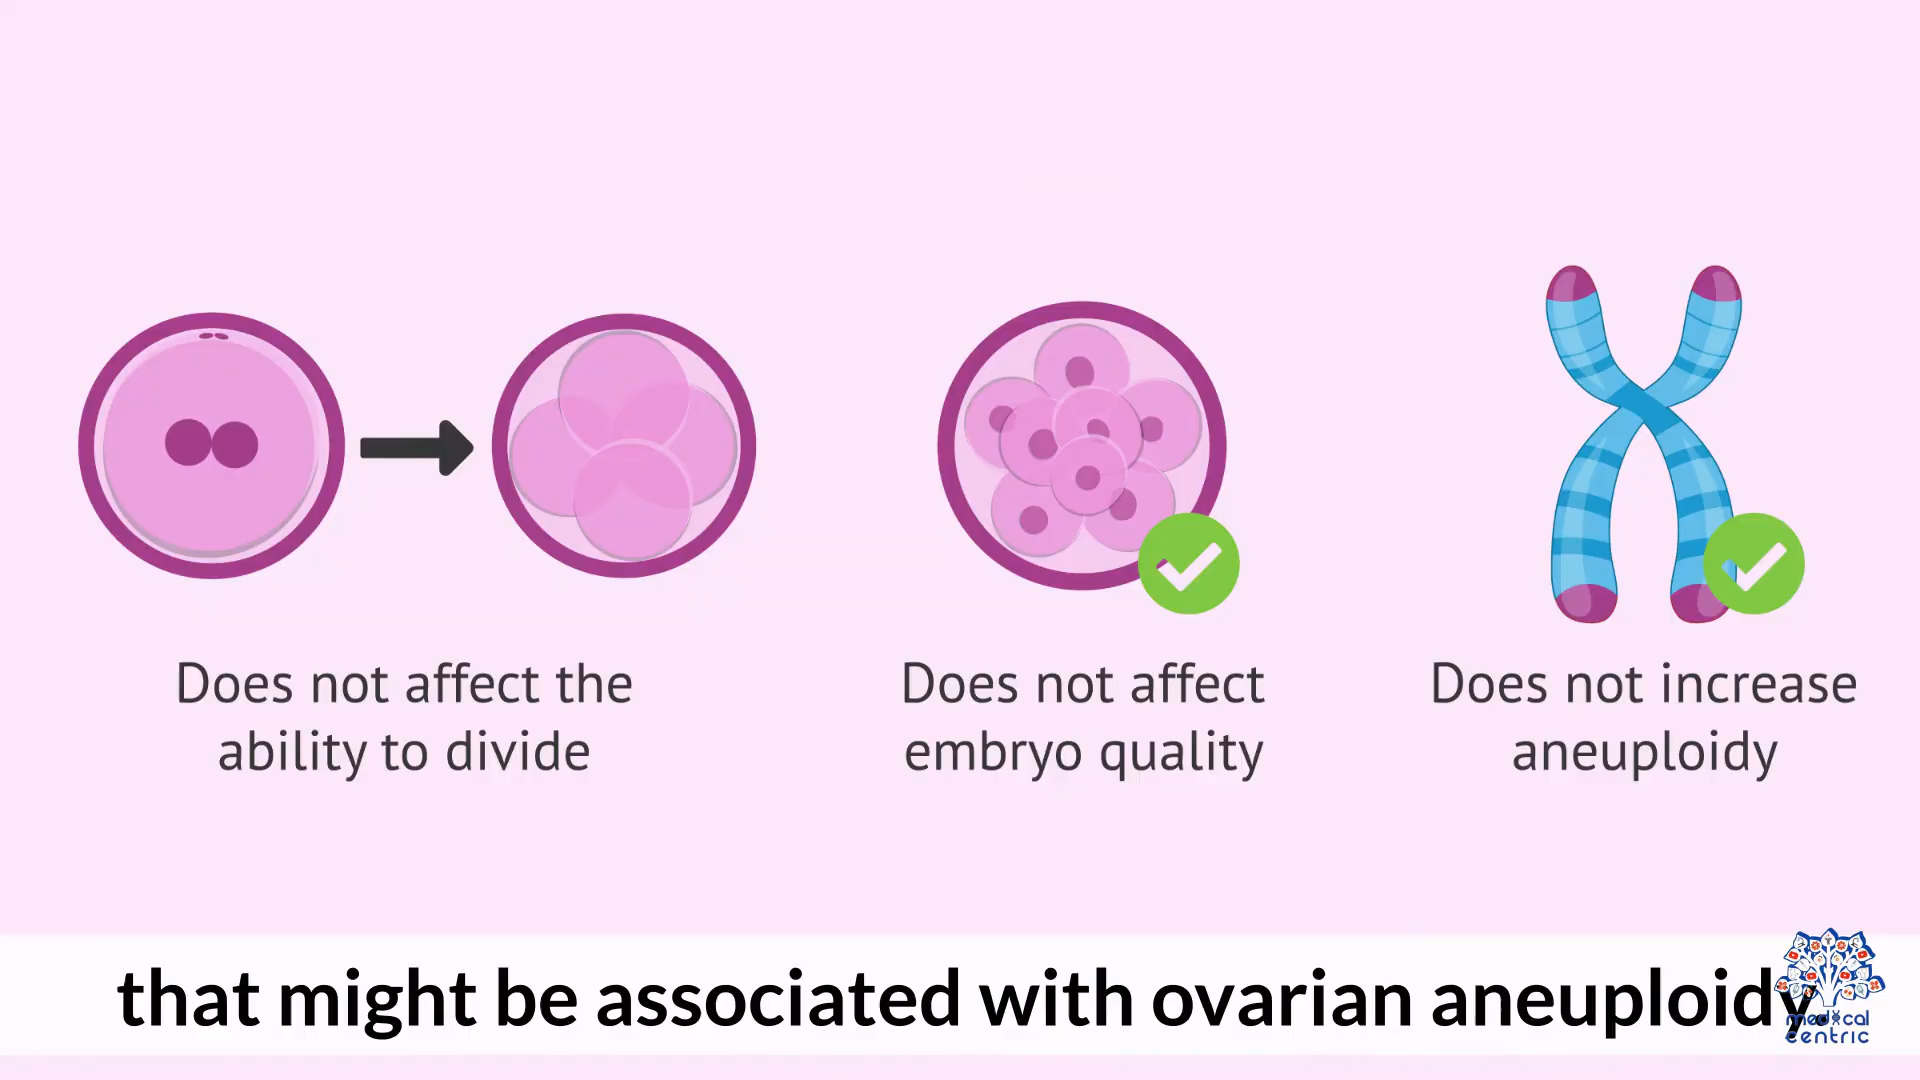 Does not affect the
ability to divide
Does not affect
embryo quality
Does not increase
aneuploidy
that might be associated with ovarian aneuploidy.
medical
centric